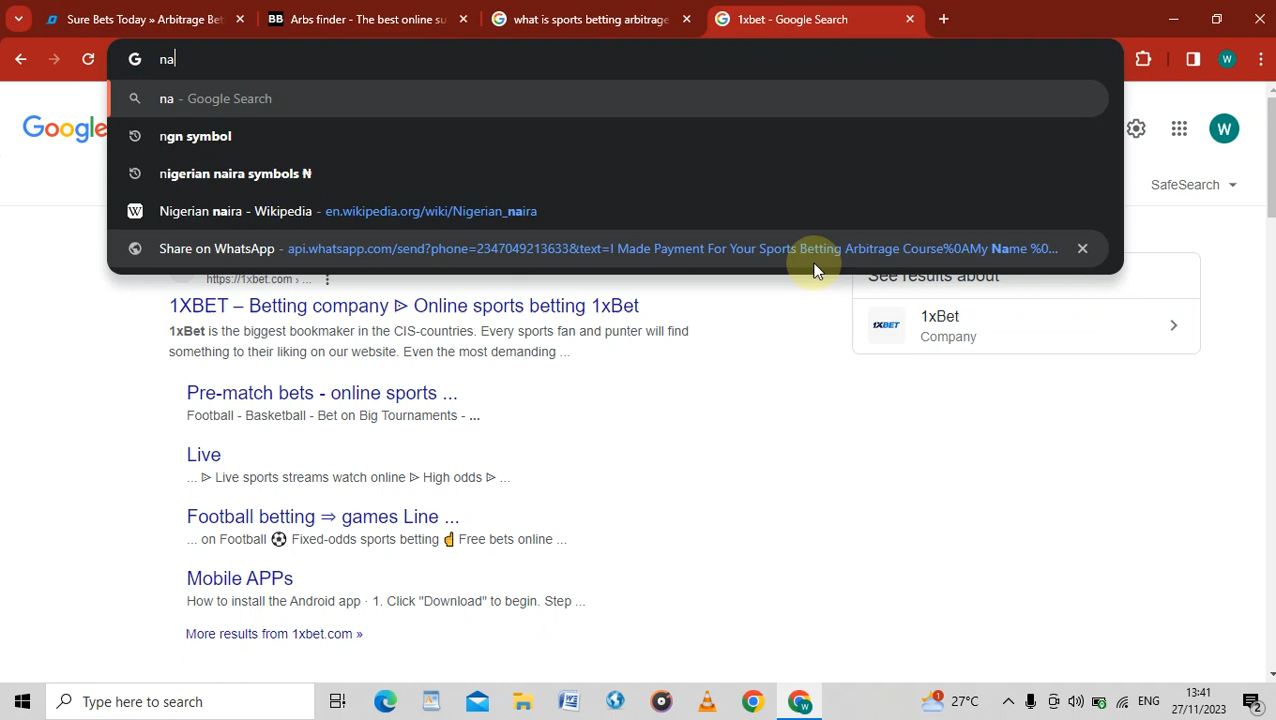 Sure Bets Today » Arbitrage Bet
BB Arbs finder - The best online su
what is sports betting arbitrage
1xbet - Google Search
na
W
na - Google Search
ngn symbol
nigerian naira symbols ₦
W Nigerian naira - Wikipedia - en.wikipedia.org/wiki/Nigerian_naira
Share on WhatsApp - api.whatsapp.com/send?phone=2347049213633&text=I Made Payment For Your Sports Betting Arbitrage Course%0AMy Name %0...
Google
W
SafeSearch
https://1xbet.com › ...
See results about
1XBET – Betting company ᐉ Online sports betting 1xBet
1xBet is the biggest bookmaker in the CIS-countries. Every sports fan and punter will find
something to their liking on our website. Even the most demanding ...
1XBET
1xBet
Company
Pre-match bets - online sports ...
Football - Basketball - Bet on Big Tournaments - ...
Live
... ᐉ Live sports streams watch online ᐉ High odds ᐉ ...
Football betting ⇒ games Line ...
... on Football ⚽ Fixed-odds sports betting ☝ Free bets online ...
Mobile APPs
How to install the Android app · 1. Click "Download" to begin. Step ...
More results from 1xbet.com »
Type here to search
27°C
ENG
13:41
27/11/2023
2